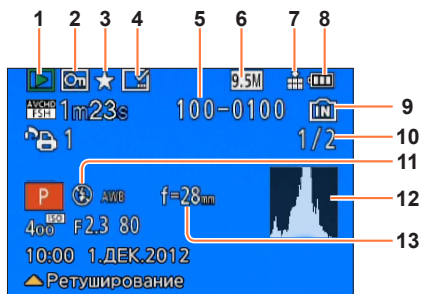 1 2 3 4 5 6 7 8
9.5M
AVCHD FSH 1m23s 100-0100 IN 9
1 1/2 10
11
P AWB f=28mm 12
400 ISO F2.3 80 13
10:00 1.ДЕК.2012
Ретуширование